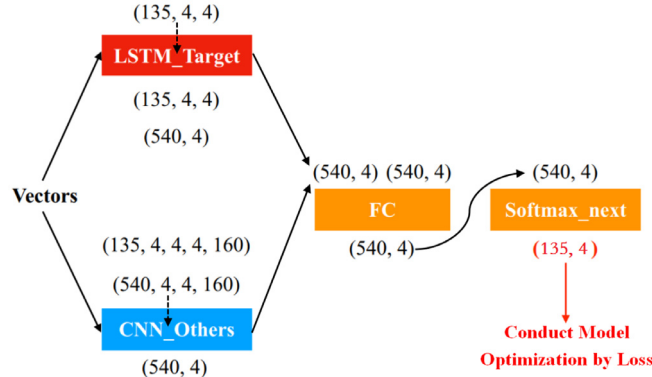 (135, 4, 4)
LSTM_Target
(135, 4, 4)
(540, 4)
Vectors
(135, 4, 4, 4, 160)
(540, 4, 4, 160)
CNN_Others
(540, 4)
(540, 4) (540, 4)
FC
(540, 4)
(540, 4)
Softmax_next
(135, 4)
Conduct Model
Optimization by Loss